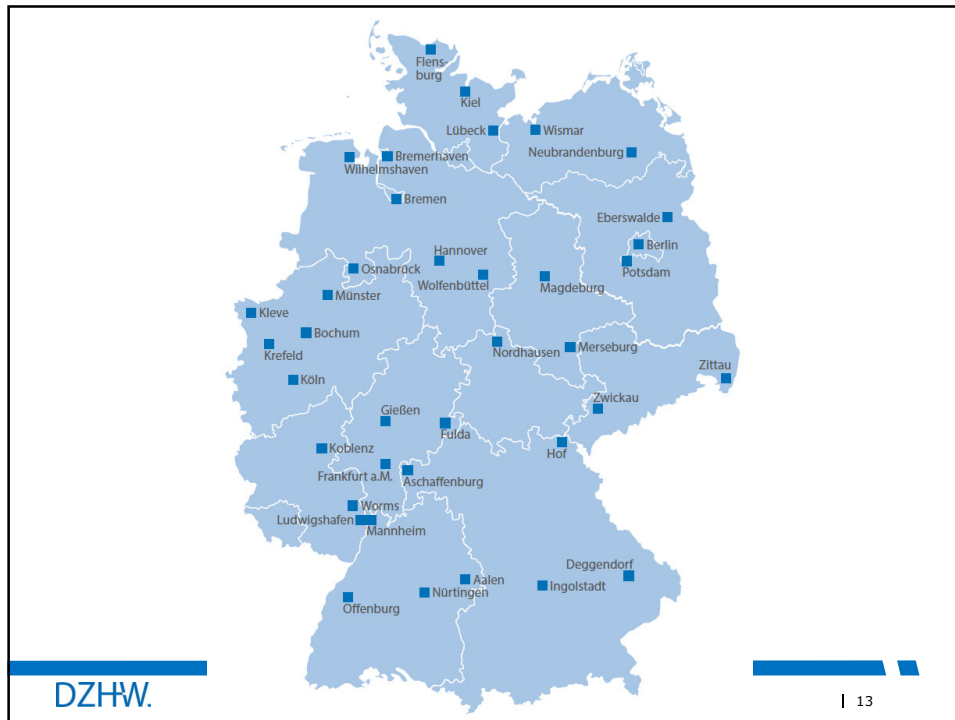 Flens-
burg
Kiel
Lübeck
Wismar
Neubrandenburg
Bremerhaven
Wilhelmshaven
Bremen
Eberswalde
Berlin
Potsdam
Hannover
Osnabrück
Wolfenbüttel
Magdeburg
Münster
Kleve
Bochum
Krefeld
Nordhausen
Merseburg
Zittau
Köln
Zwickau
Gießen
Fulda
Hof
Koblenz
Frankfurt a.M.
Aschaffenburg
Worms
Ludwigshafen
Mannheim
Deggendorf
Aalen
Ingolstadt
Nürtingen
Offenburg
DZHW.
13